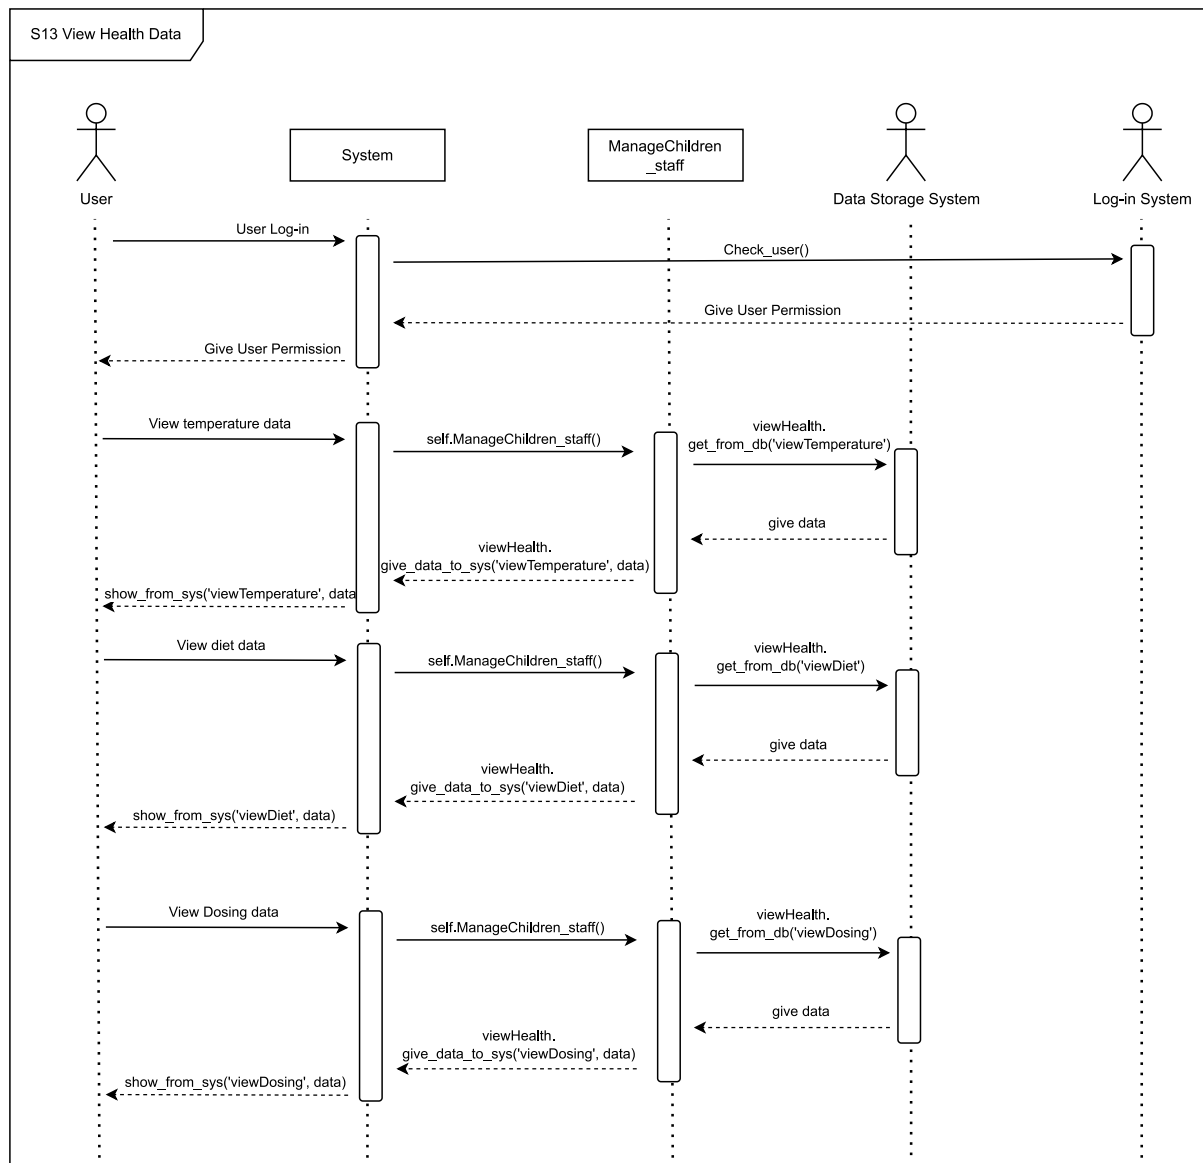 S13 View Health Data
User
System
ManageChildren
_staff
Data Storage System
Log-in System
User Log-in
Check_user()
Give User Permission
Give User Permission
View temperature data
self.ManageChildren_staff()
viewHealth.
get_from_db('viewTemperature')
give data
viewHealth.
give_data_to_sys('viewTemperature', data)
show_from_sys('viewTemperature', data
View diet data
self.ManageChildren_staff()
viewHealth.
get_from_db('viewDiet')
give data
viewHealth.
give_data_to_sys('viewDiet', data)
show_from_sys('viewDiet', data)
View Dosing data
self.ManageChildren_staff()
viewHealth.
get_from_db('viewDosing')
give data
viewHealth.
give_data_to_sys('viewDosing', data)
show_from_sys('viewDosing', data)